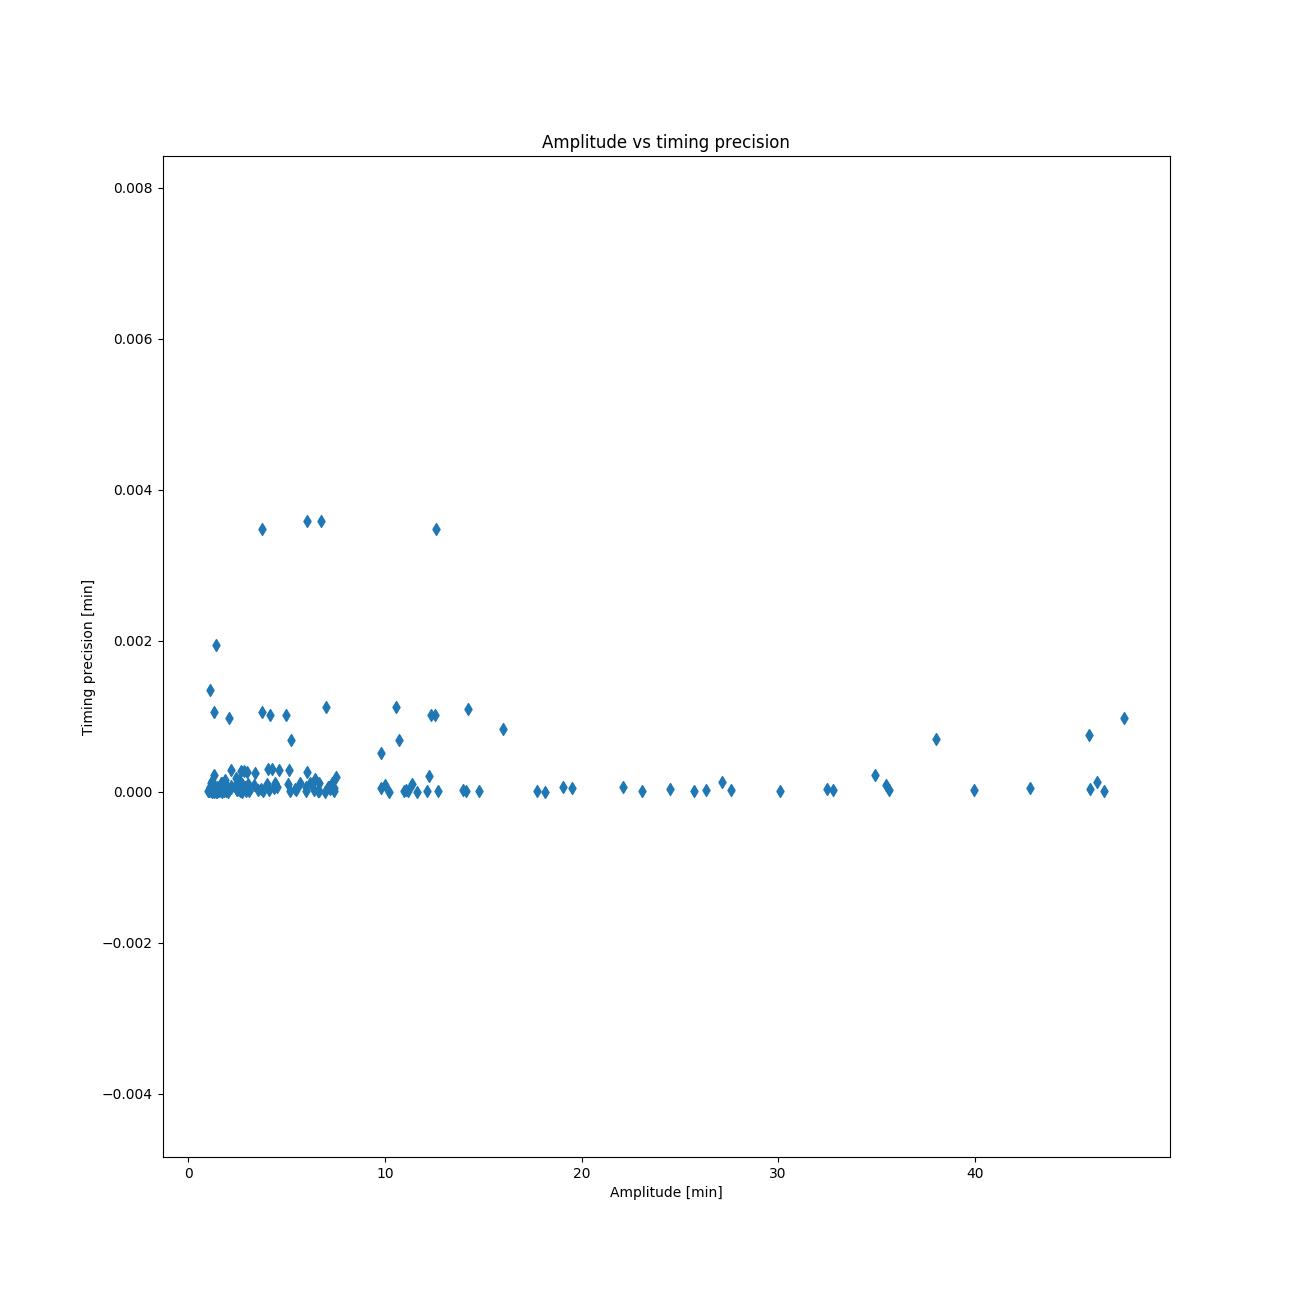 Amplitude vs timing precision
0.008
0.006
0.004
0.002
0.000
−0.002
−0.004
Timing precision [min]
0 10 20 30 40
Amplitude [min]